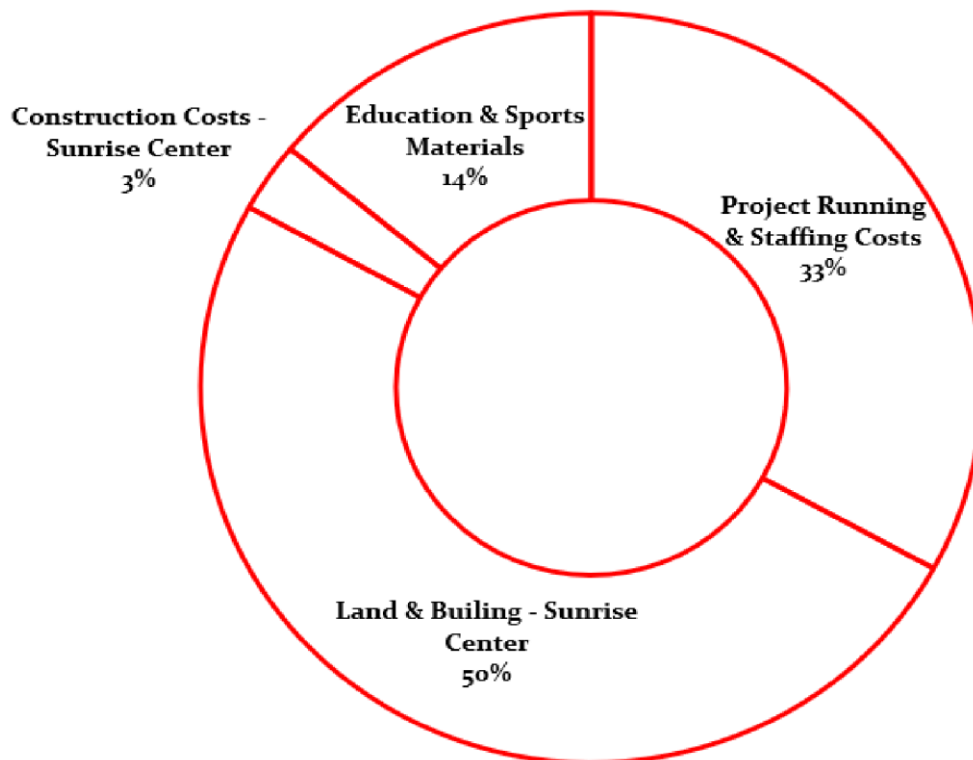 Construction Costs -
Sunrise Center
3%
Education & Sports
Materials
14%
Project Running
& Staffing Costs
33%
Land & Builing - Sunrise
Center
50%